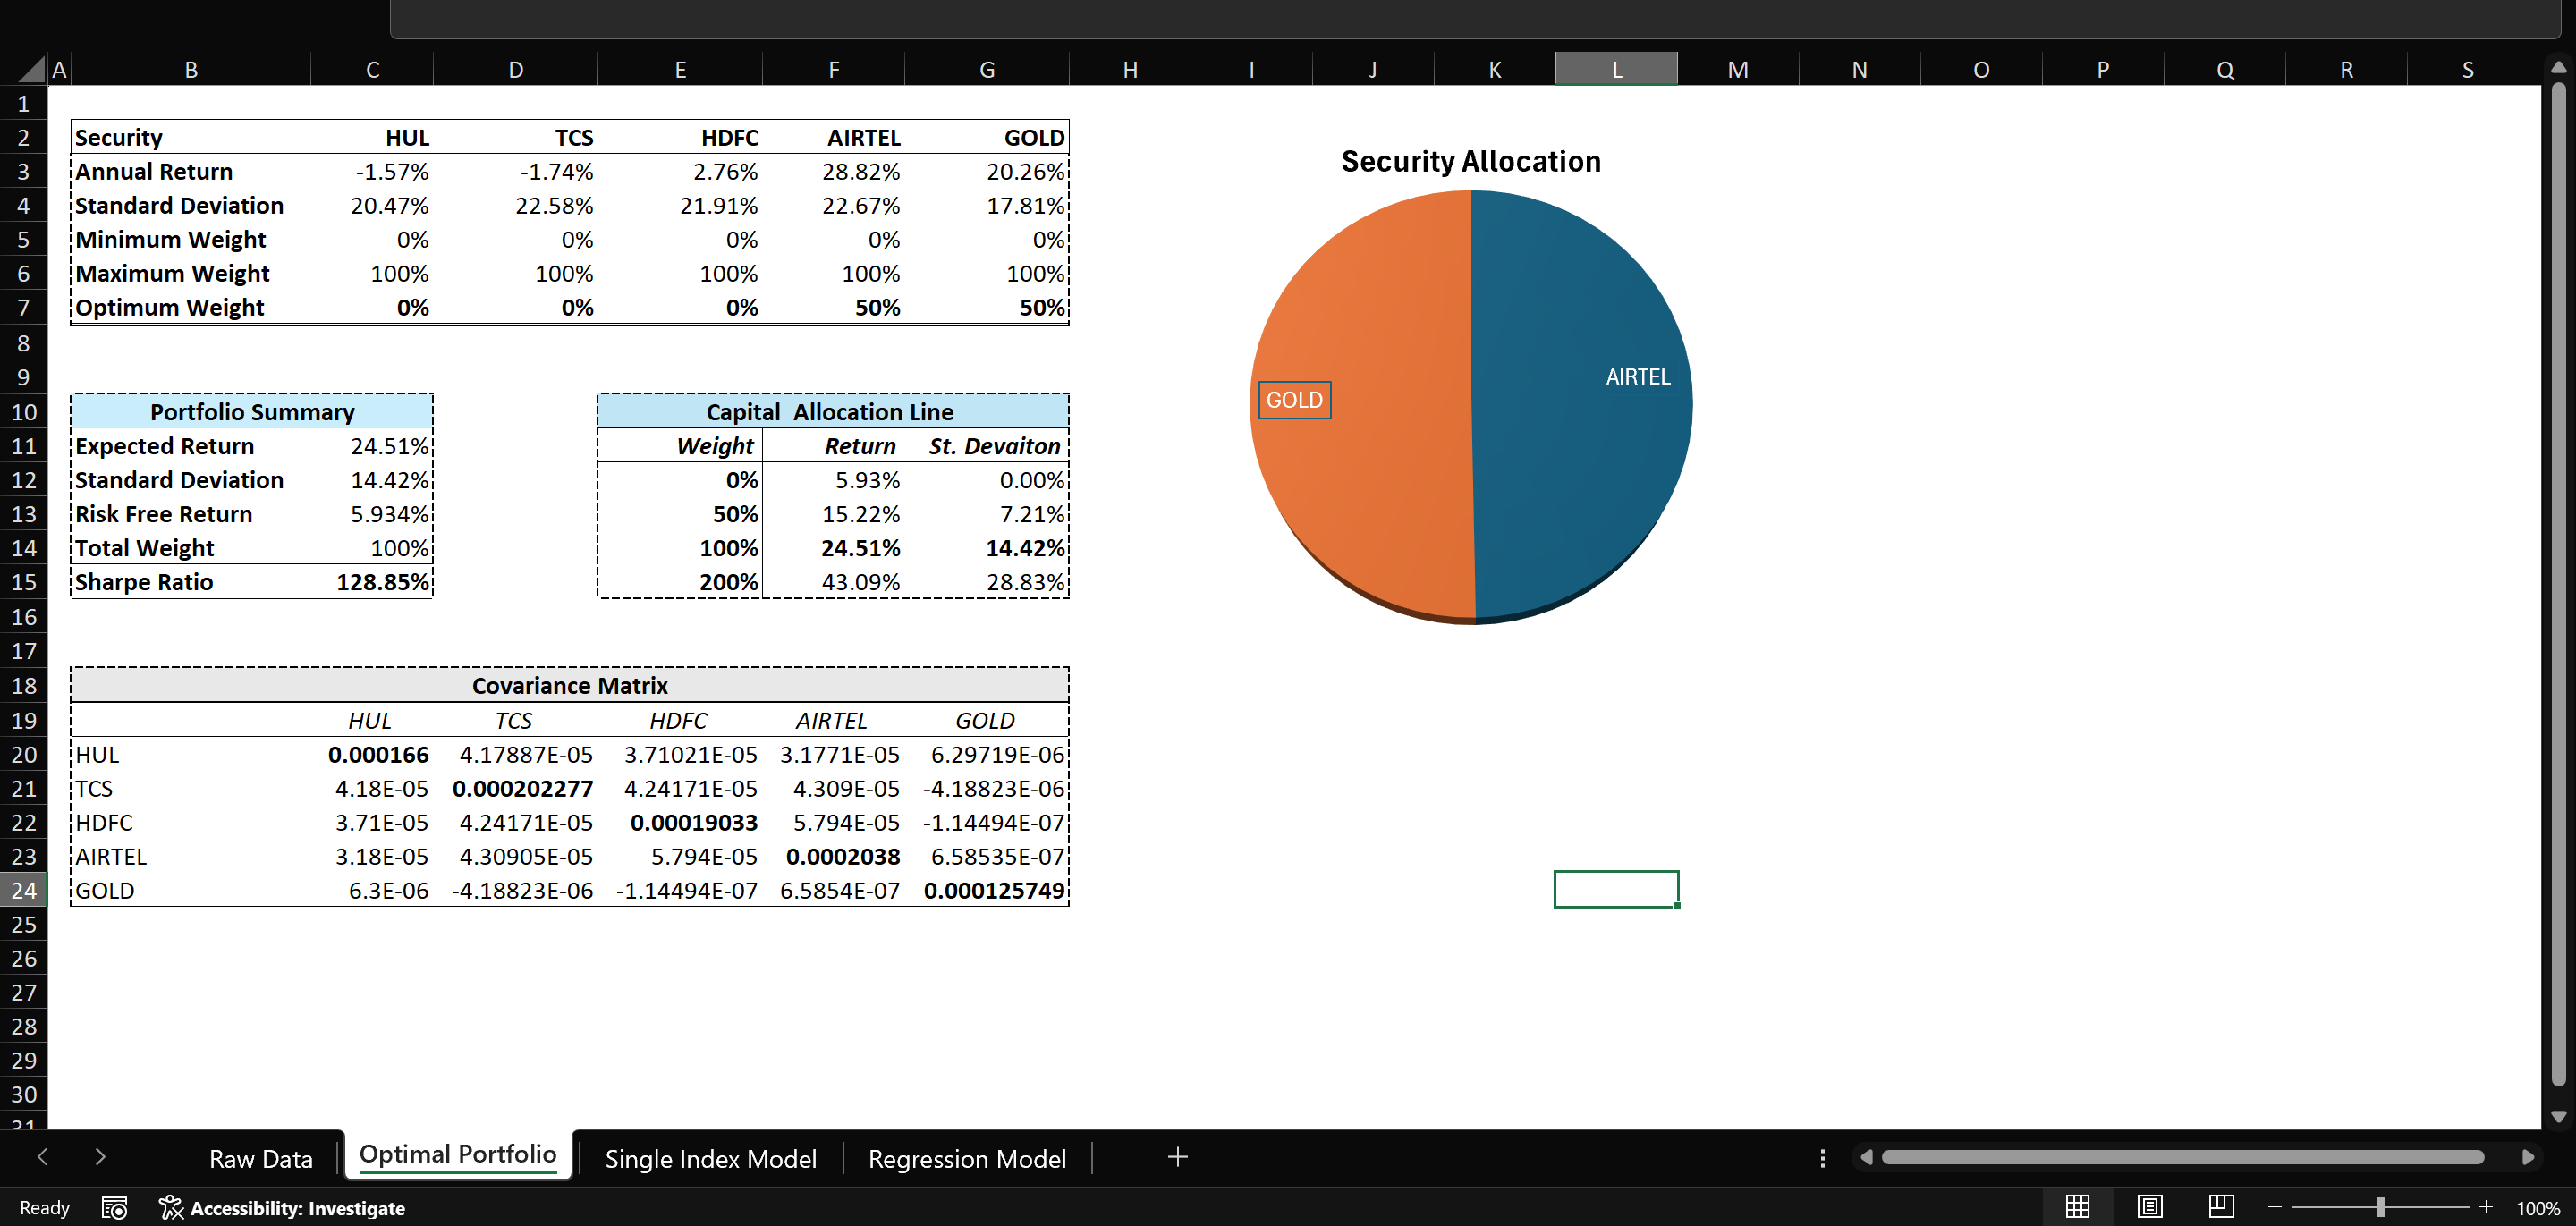 A B C D E F G H I J K L M N O P Q R S
1
2 Security HUL TCS HDFC AIRTEL GOLD
3 Annual Return -1.57% -1.74% 2.76% 28.82% 20.26%
4 Standard Deviation 20.47% 22.58% 21.91% 22.67% 17.81%
5 Minimum Weight 0% 0% 0% 0% 0%
6 Maximum Weight 100% 100% 100% 100% 100%
7 Optimum Weight 0% 0% 0% 50% 50%
8
9
10 Portfolio Summary Capital Allocation Line
11 Expected Return 24.51% Weight Return St. Devaiton
12 Standard Deviation 14.42% 0% 5.93% 0.00%
13 Risk Free Return 5.934% 50% 15.22% 7.21%
14 Total Weight 100% 100% 24.51% 14.42%
15 Sharpe Ratio 128.85% 200% 43.09% 28.83%
16
17
18 Covariance Matrix
19 HUL TCS HDFC AIRTEL GOLD
20 HUL 0.000166 4.17887E-05 3.71021E-05 3.1771E-05 6.29719E-06
21 TCS 4.18E-05 0.000202277 4.24171E-05 4.309E-05 -4.18823E-06
22 HDFC 3.71E-05 4.24171E-05 0.00019033 5.794E-05 -1.14494E-07
23 AIRTEL 3.18E-05 4.30905E-05 5.794E-05 0.0002038 6.58535E-07
24 GOLD 6.3E-06 -4.18823E-06 -1.14494E-07 6.5854E-07 0.000125749
25
26
27
28
29
30
31
Security Allocation
AIRTEL
GOLD
Raw Data Optimal Portfolio Single Index Model Regression Model
Ready Accessibility: Investigate 100%